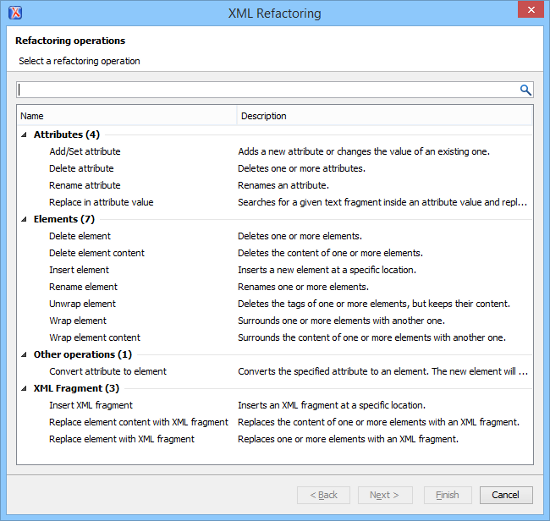 XML Refactoring
Refactoring operations
Select a refactoring operation
Name Description
Attributes (4)
Add/Set attribute Adds a new attribute or changes the value of an existing one.
Delete attribute Deletes one or more attributes.
Rename attribute Renames an attribute.
Replace in attribute value Searches for a given text fragment inside an attribute value and repl...
Elements (7)
Delete element Deletes one or more elements.
Delete element content Deletes the content of one or more elements.
Insert element Inserts a new element at a specific location.
Rename element Renames one or more elements.
Unwrap element Deletes the tags of one or more elements, but keeps their content.
Wrap element Surrounds one or more elements with another one.
Wrap element content Surrounds the content of one or more elements with another one.
Other operations (1)
Convert attribute to element Converts the specified attribute to an element. The new element will ...
XML Fragment (3)
Insert XML fragment Inserts an XML fragment at a specific location.
Replace element content with XML fragment Replaces the content of one or more elements with an XML fragment.
Replace element with XML fragment Replaces one or more elements with an XML fragment.
< Back Next > Finish Cancel